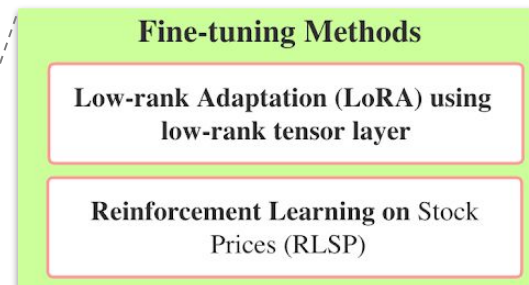 Fine-tuning Methods
Low-rank Adaptation (LoRA) using
low-rank tensor layer
Reinforcement Learning on Stock
Prices (RLSP)